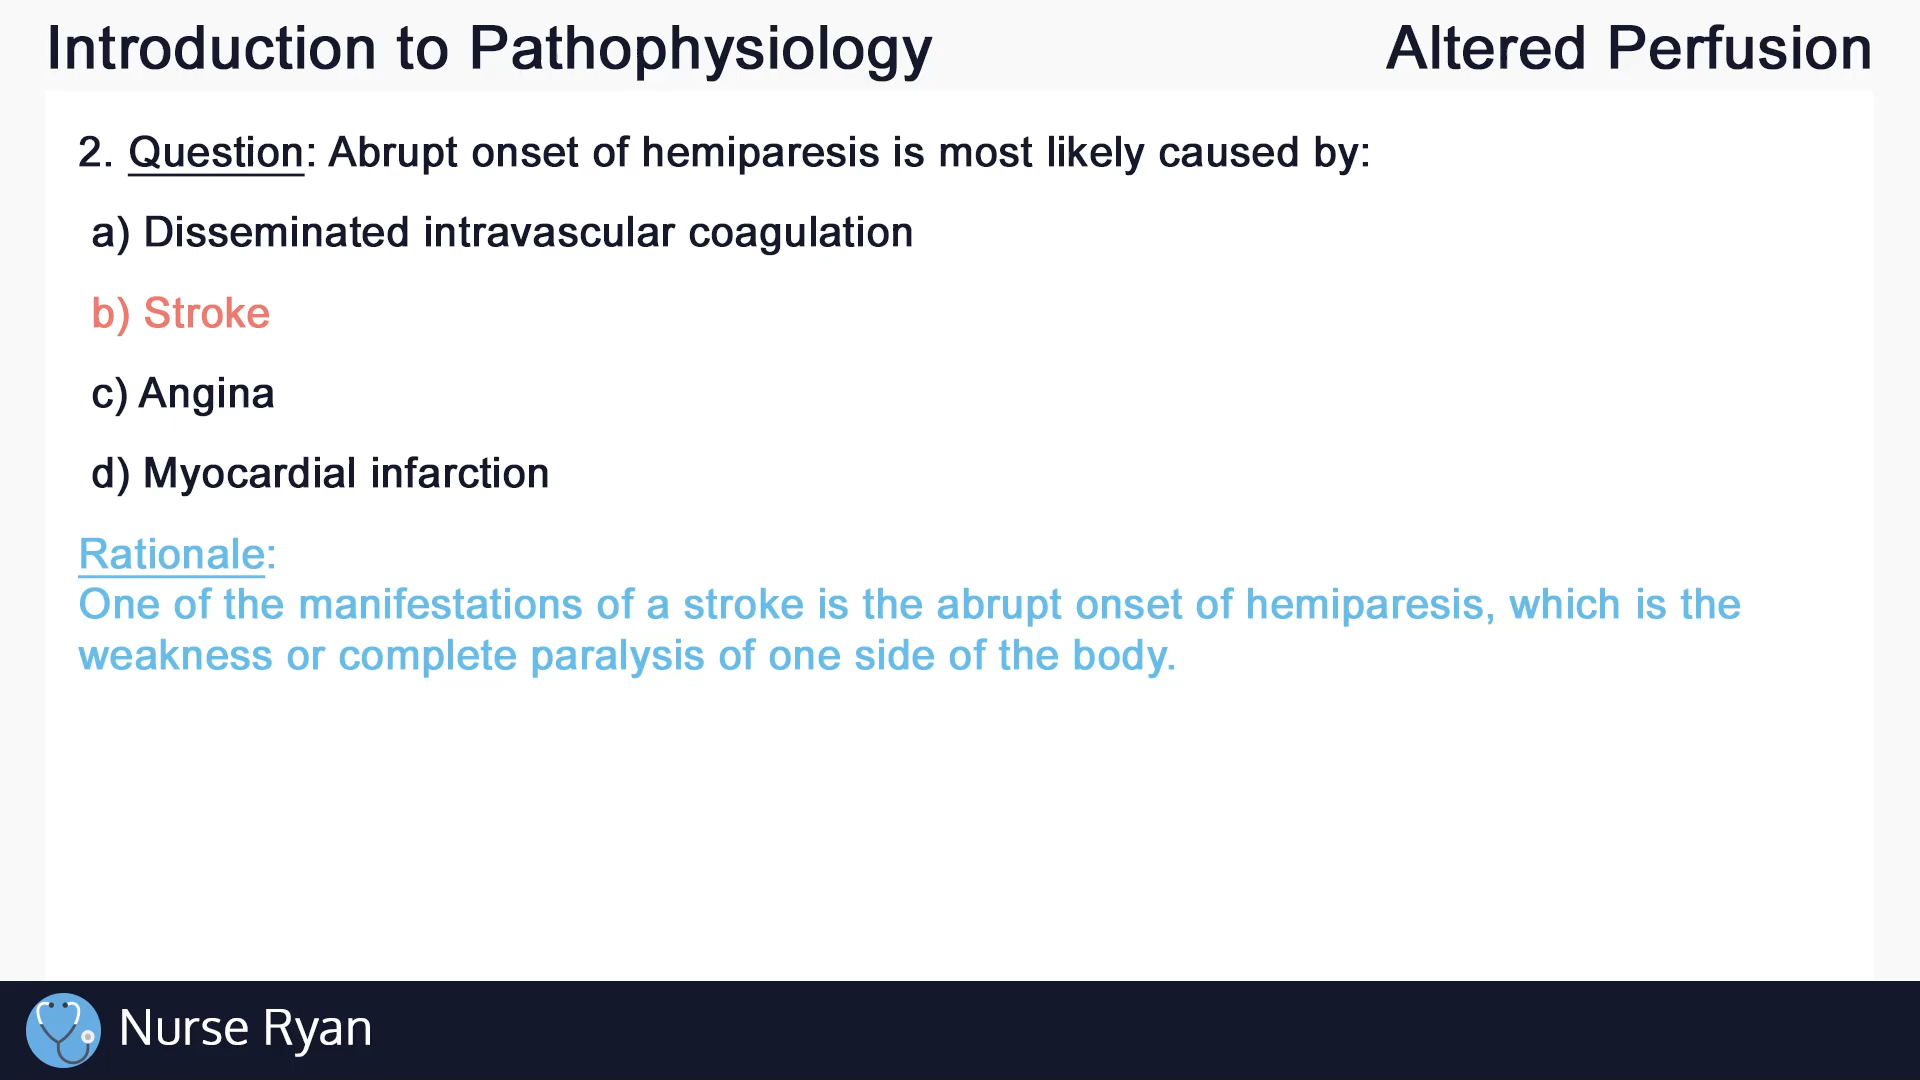 Introduction to Pathophysiology
Altered Perfusion
2. Question: Abrupt onset of hemiparesis is most likely caused by:
a) Disseminated intravascular coagulation
b) Stroke
c) Angina
d) Myocardial infarction
Rationale:
One of the manifestations of a stroke is the abrupt onset of hemiparesis, which is the
weakness or complete paralysis of one side of the body.
Nurse Ryan